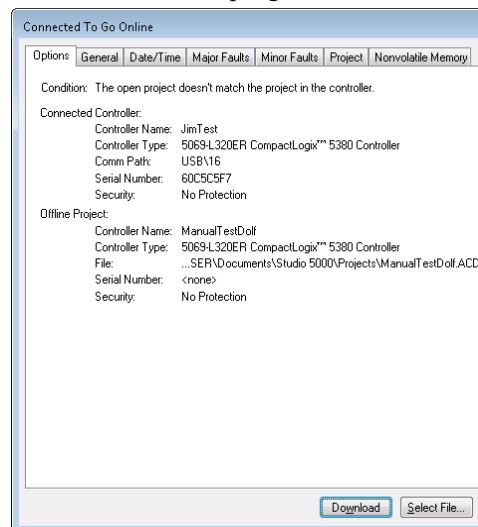 Connected To Go Online
Options General Date/Time Major Faults Minor Faults Project Nonvolatile Memory
Condition: The open project doesn't match the project in the controller.
Connected Controller:
Controller Name: JimTest
Controller Type: 5069-L320ER CompactLogix™ 5380 Controller
Comm Path: USB\16
Serial Number: 60C5C5F7
Security: No Protection
Offline Project:
Controller Name: ManualTestDolf
Controller Type: 5069-L320ER CompactLogix™ 5380 Controller
File: ...SER\Documents\Studio 5000\Projects\ManualTestDolf.ACD
Serial Number: <none>
Security: No Protection
Download Select File...